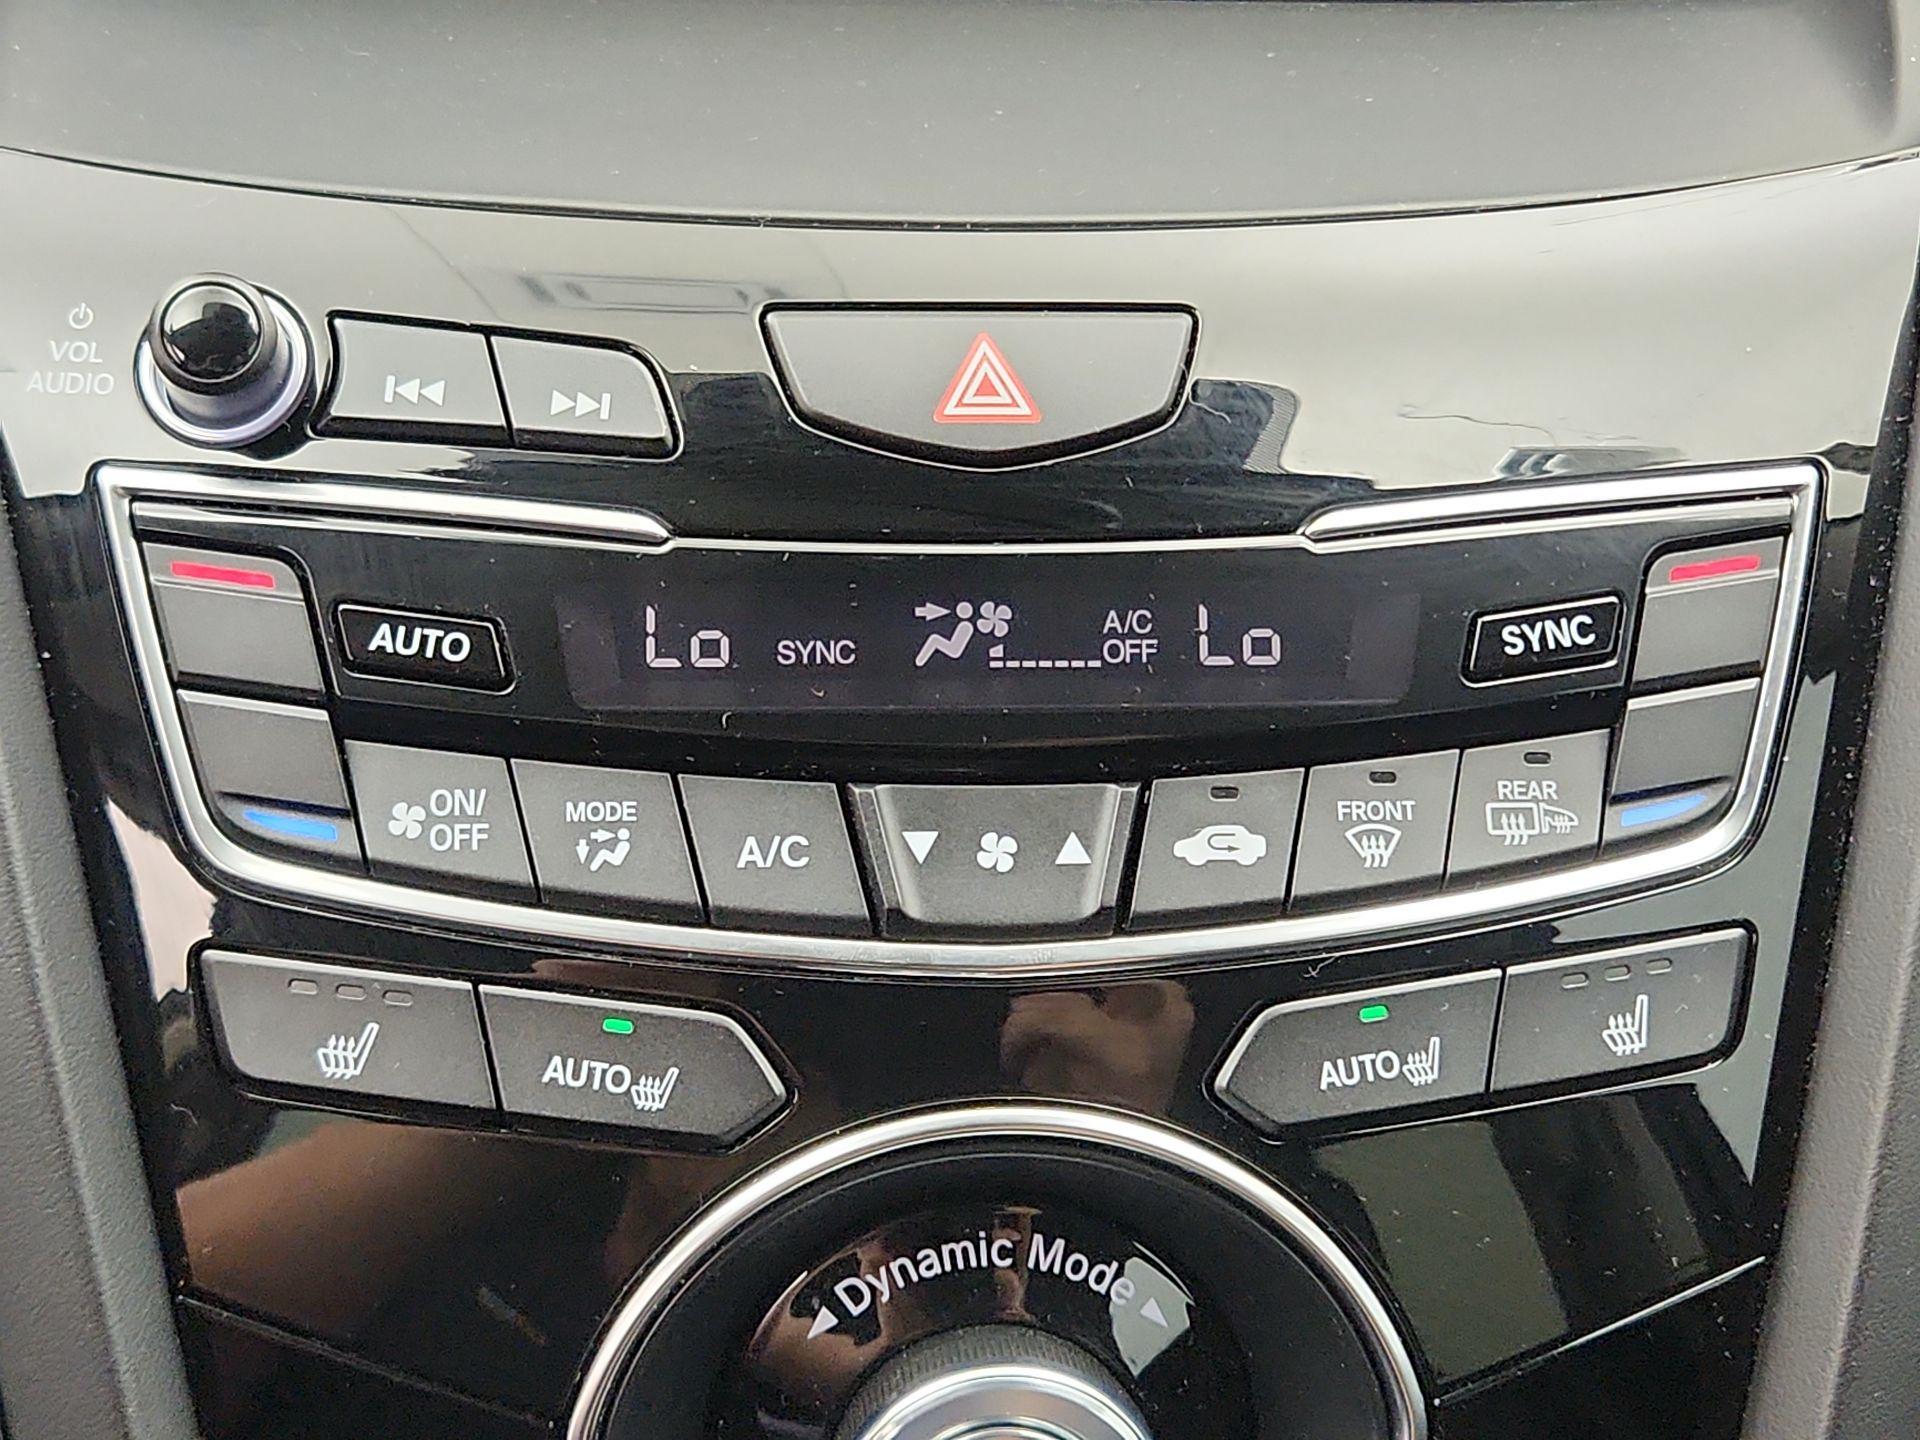 VOL
AUDIO
AUTO
Lo SYNC A/C OFF Lo
SYNC
ON/
OFF
MODE
A/C
FRONT
REAR
AUTO
AUTO
Dynamic Mode